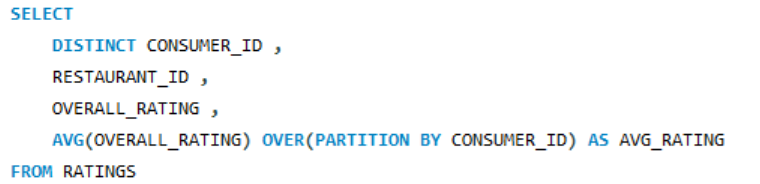 SELECT
DISTINCT CONSUMER_ID ,
RESTAURANT_ID ,
OVERALL_RATING ,
AVG(OVERALL_RATING) OVER(PARTITION BY CONSUMER_ID) AS AVG_RATING
FROM RATINGS